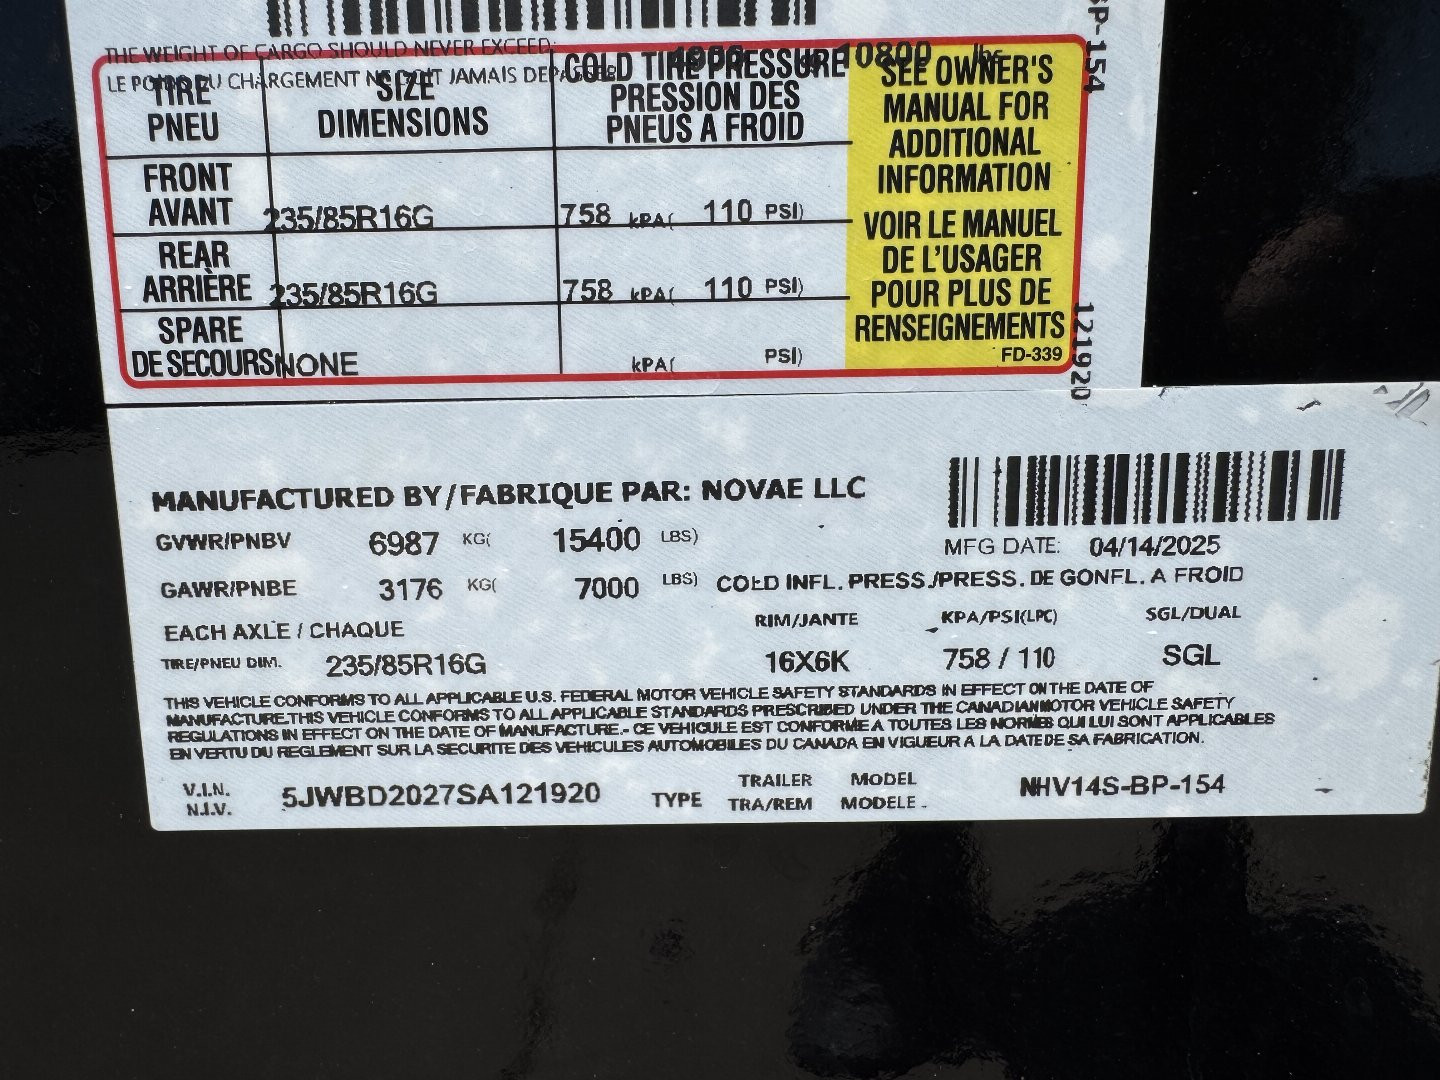 THE WEIGHT OF CARGO SHOULD NEVER EXCEED: 10800 lbs
LE POIDS DU CHARGEMENT NE DOIT JAMAIS DEPASSER
TIRE
PNEU
SIZE
DIMENSIONS
COLD TIRE PRESSURE
PRESSION DES
PNEUS A FROID
FRONT
AVANT 235/85R16G 758 kPA( 110 PSI)
REAR
ARRIÈRE 235/85R16G 758 kPA( 110 PSI)
SPARE
DE SECOURS NONE kPA( PSI)
SEE OWNER'S
MANUAL FOR
ADDITIONAL
INFORMATION
VOIR LE MANUEL
DE L'USAGER
POUR PLUS DE
RENSEIGNEMENTS
FD-339
BP-154
121920
MANUFACTURED BY/FABRIQUE PAR: NOVAE LLC
GVWR/PNBV 6987 KG( 15400 LBS)
MFG DATE: 04/14/2025
GAWR/PNBE 3176 KG( 7000 LBS) COLD INFL. PRESS./PRESS. DE GONFL. A FROID
EACH AXLE / CHAQUE RIM/JANTE KPA/PSI(LPC) SGL/DUAL
TIRE/PNEU DIM. 235/85R16G 16X6K 758 / 110 SGL
THIS VEHICLE CONFORMS TO ALL APPLICABLE U.S. FEDERAL MOTOR VEHICLE SAFETY STANDARDS IN EFFECT ON THE DATE OF
MANUFACTURE.THIS VEHICLE CONFORMS TO ALL APPLICABLE STANDARDS PRESCRIBED UNDER THE CANADIAN MOTOR VEHICLE SAFETY
REGULATIONS IN EFFECT ON THE DATE OF MANUFACTURE.- CE VEHICULE EST CONFORME A TOUTES LES NORMES QUI LUI SONT APPLICABLES
EN VERTU DU REGLEMENT SUR LA SECURITE DES VEHICULES AUTOMOBILES DU CANADA EN VIGUEUR A LA DATE DE SA FABRICATION.
V.I.N.
N.I.V. 5JWBD2027SA121920 TYPE TRAILER
TRA/REM MODEL
MODELE NHV14S-BP-154